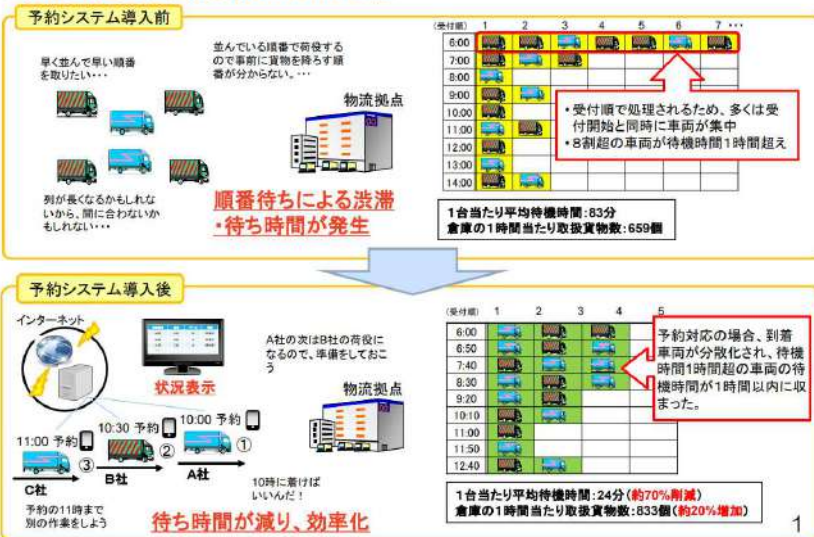 予約システム導入前
早く並んで早い順番
を取りたい・・・
並んでいる順番で荷役する
ので事前に貨物を降ろす順
番が分からない。・・・
物流拠点
列が長くなるかもしれな
いから、間に合わないか
もしれない・・・
順番待ちによる渋滞
・待ち時間が発生
(受付順) 1 2 3 4 5 6 7 ・・・
6:00
7:00
8:00
9:00
10:00
11:00
12:00
13:00
14:00
・受付順で処理されるため、多くは受
付開始と同時に車両が集中
・8割超の車両が待機時間1時間超え
1台当たり平均待機時間：83分
倉庫の1時間当たり取扱貨物数：659個
予約システム導入後
インターネット
状況表示
A社の次はB社の荷役に
なるので、準備をしておこ
う
物流拠点
11:00 予約
10:30 予約
10:00 予約
③
②
①
C社
B社
A社
予約の11時まで
別の作業をしよう
10時に着けば
いいんだ！
待ち時間が減り、効率化
(受付順) 1 2 3 4 5
6:00
6:50
7:40
8:30
9:20
10:10
11:00
11:50
12:40
予約対応の場合、到着
車両が分散化され、待機
時間1時間超の車両の待
機時間が1時間以内に収
まった。
1台当たり平均待機時間：24分（約70%削減）
倉庫の1時間当たり取扱貨物数：833個（約20%増加）
1